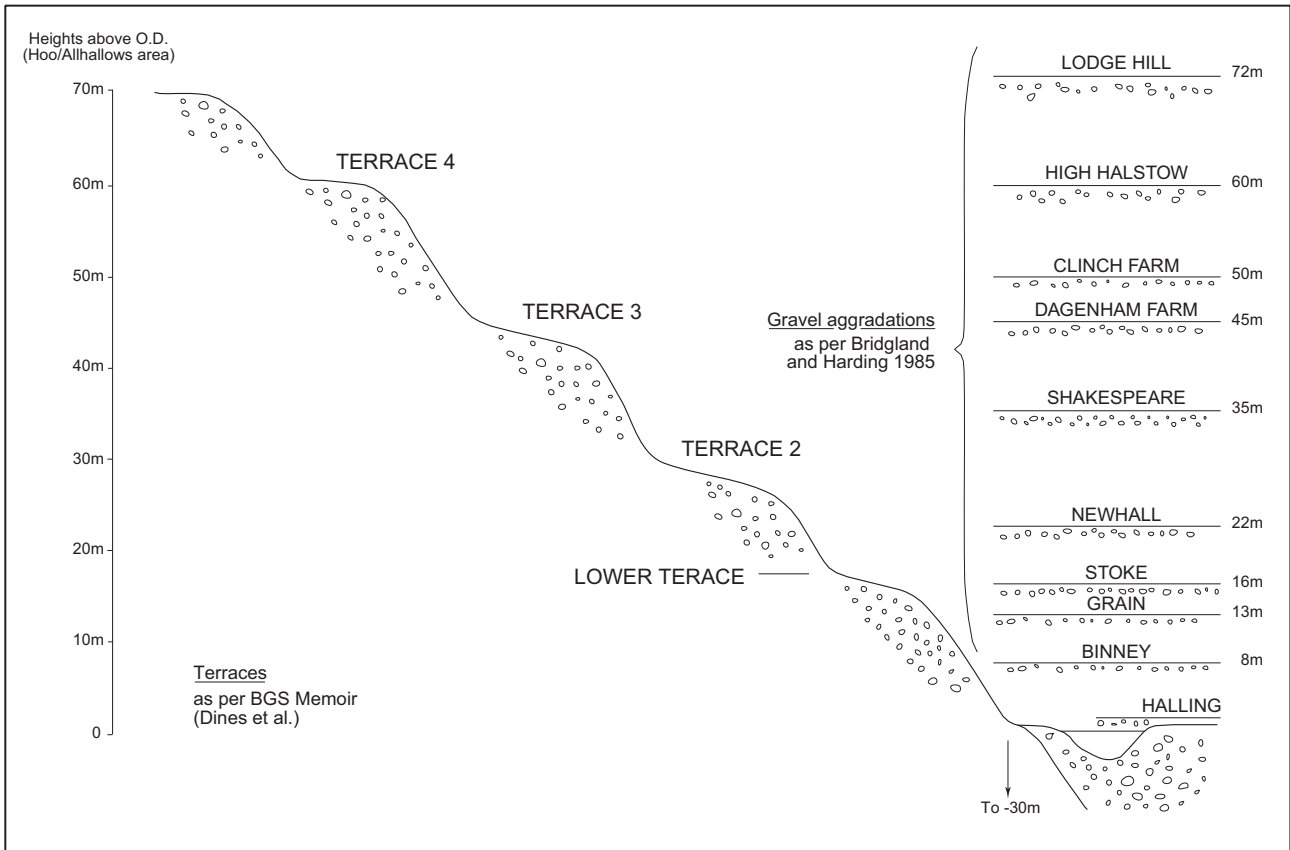 Heights above O.D.
(Hoo/Allhallows area)
70m
60m
50m
40m
30m
20m
10m
0
TERRACE 4
TERRACE 3
TERRACE 2
LOWER TERACE
Terraces
as per BGS Memoir
(Dines et al.)
Gravel aggradations
as per Bridgland
and Harding 1985
LODGE HILL 72m
HIGH HALSTOW 60m
CLINCH FARM 50m
DAGENHAM FARM 45m
SHAKESPEARE 35m
NEWHALL 22m
STOKE 16m
GRAIN 13m
BINNEY 8m
HALLING
To -30m